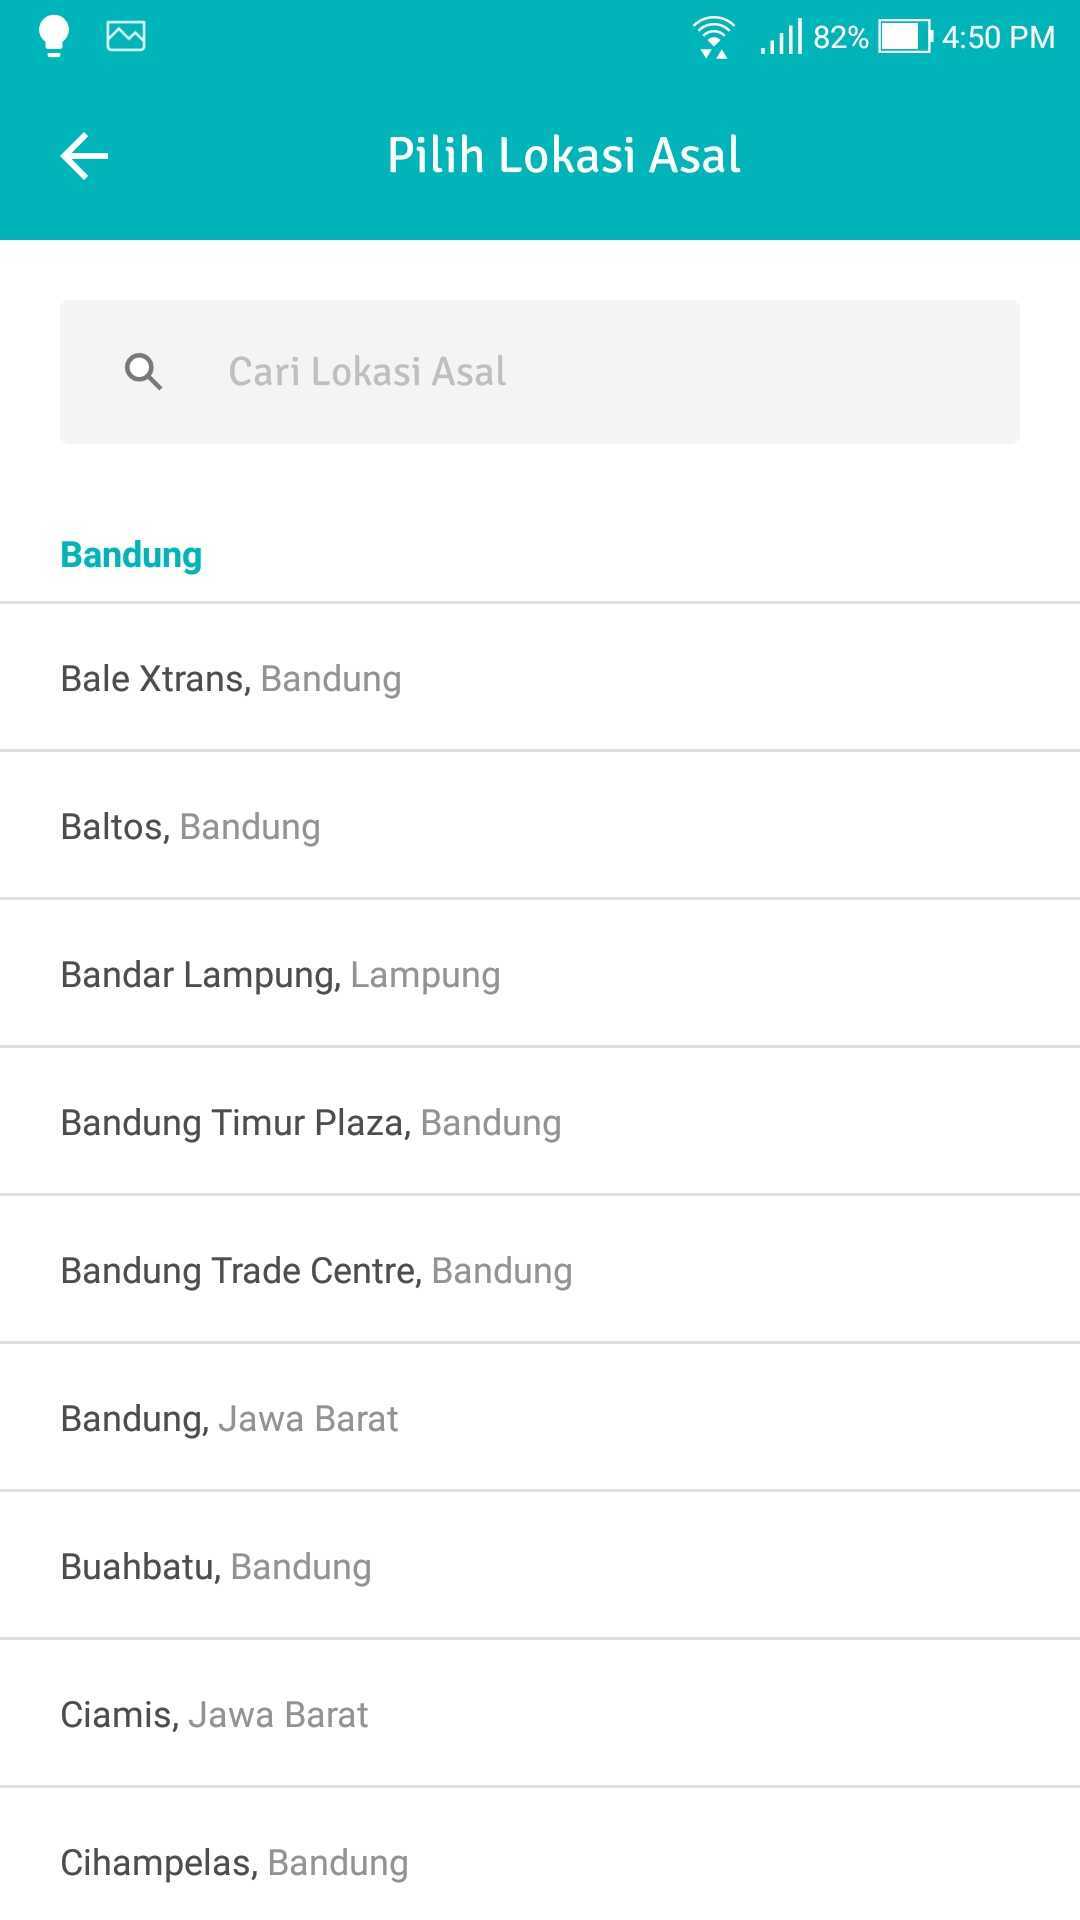 82% 4:50 PM
Pilih Lokasi Asal
Cari Lokasi Asal
Bandung
Bale Xtrans, Bandung
Baltos, Bandung
Bandar Lampung, Lampung
Bandung Timur Plaza, Bandung
Bandung Trade Centre, Bandung
Bandung, Jawa Barat
Buahbatu, Bandung
Ciamis, Jawa Barat
Cihampelas, Bandung